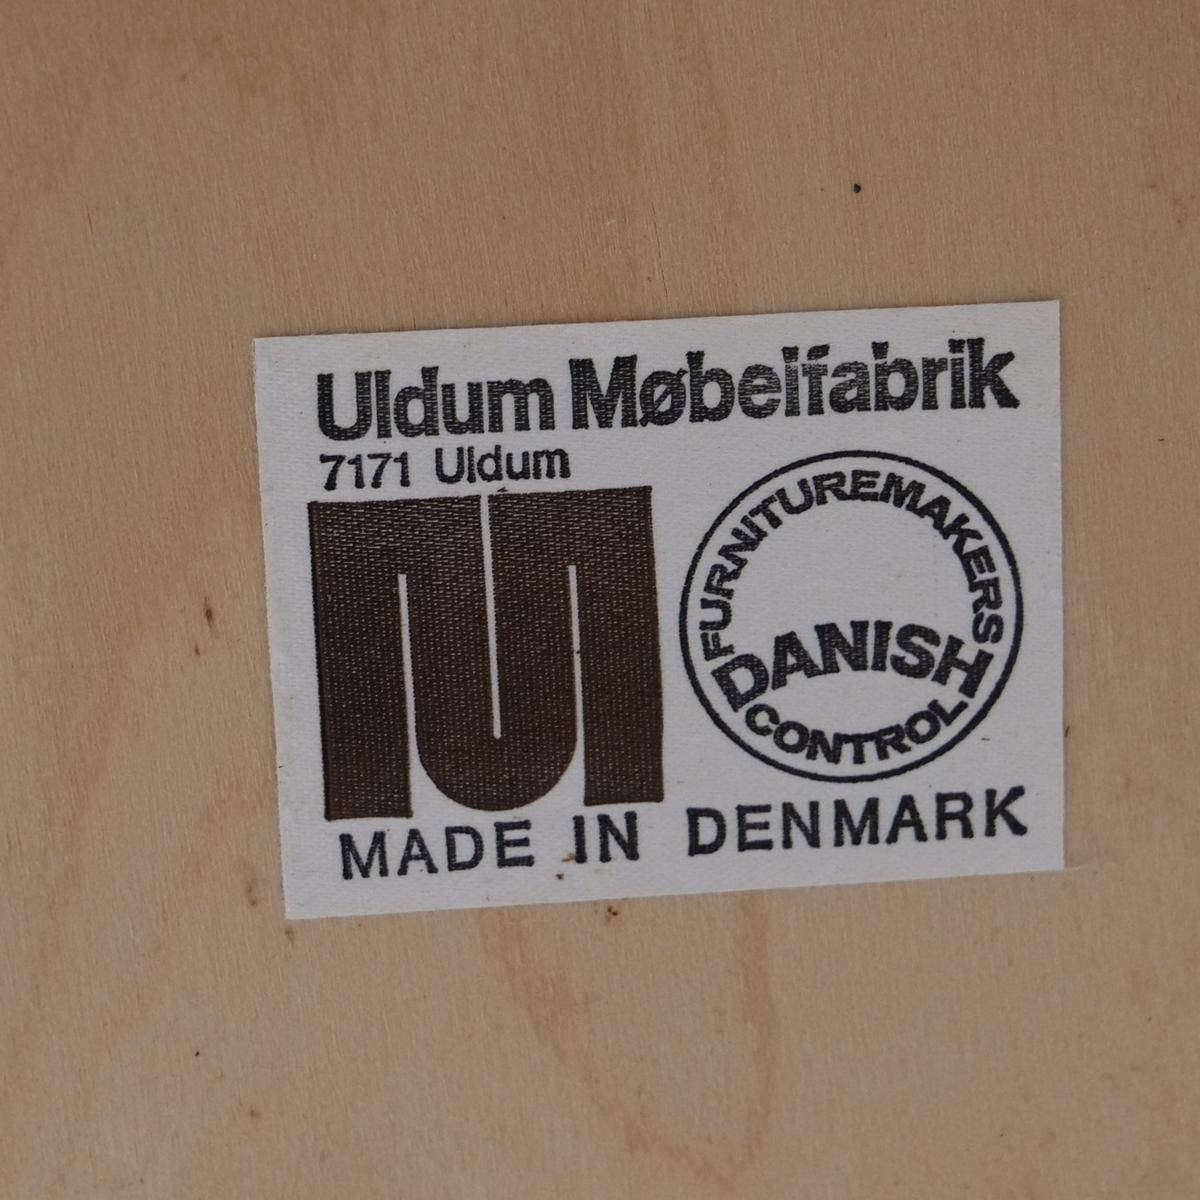 Uldum Møbelfabrik
7171 Uldum
FURNITUREMAKERS
DANISH
CONTROL
MADE IN DENMARK